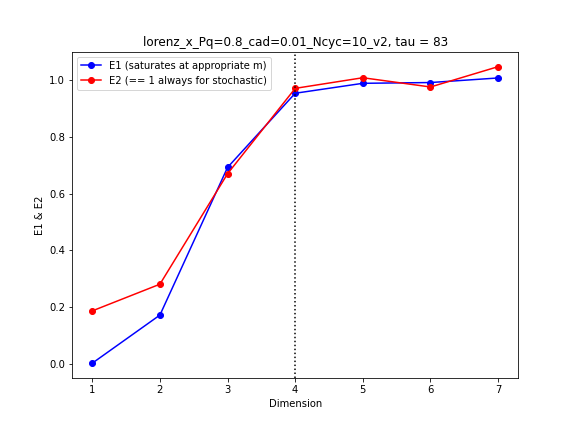 lorenz_x_Pq=0.8_cad=0.01_Ncyc=10_v2, tau = 83
E1 (saturates at appropriate m)
E2 (== 1 always for stochastic)
1.0
0.8
0.6
0.4
0.2
0.0
E1 & E2
1 2 3 4 5 6 7
Dimension